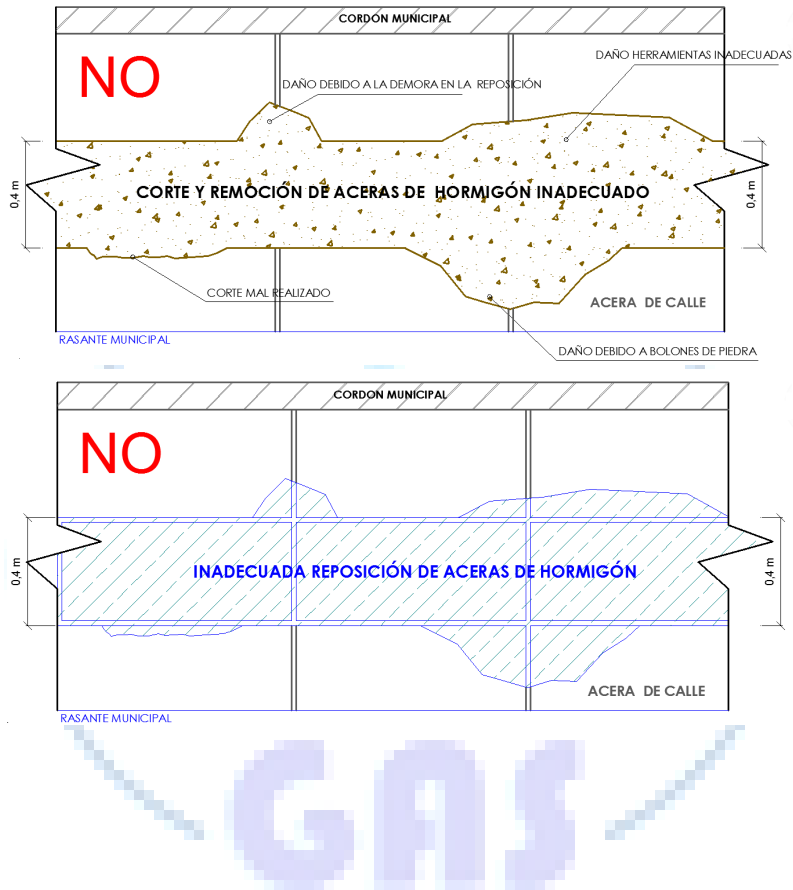 CORDON MUNICIPAL
NO
DAÑO HERRAMIENTAS INADECUADAS
DAÑO DEBIDO A LA DEMORA EN LA REPOSICIÓN
0,4 m
CORTE Y REMOCIÓN DE ACERAS DE HORMIGÓN INADECUADO
0,4 m
CORTE MAL REALIZADO
ACERA DE CALLE
RASANTE MUNICIPAL
DAÑO DEBIDO A BOLONES DE PIEDRA
CORDON MUNICIPAL
NO
0,4 m
INADECUADA REPOSICIÓN DE ACERAS DE HORMIGÓN
0,4 m
ACERA DE CALLE
RASANTE MUNICIPAL
GAS